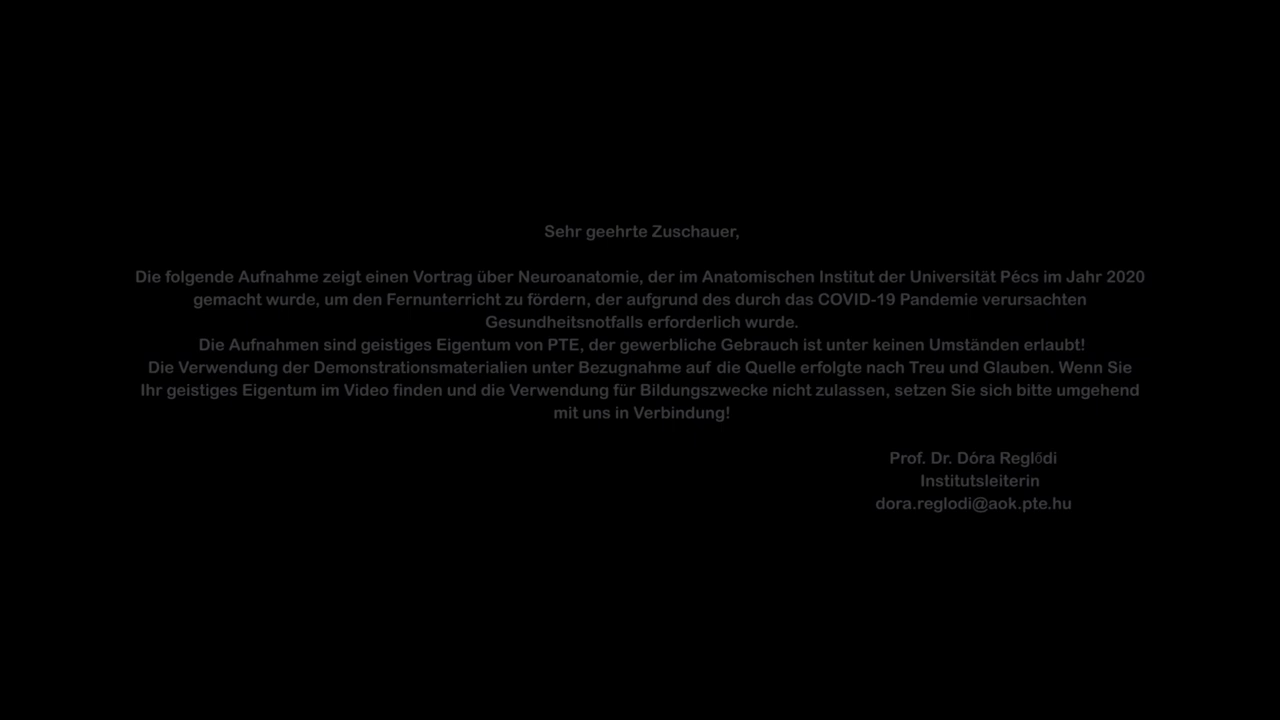 Sehr geehrte Zuschauer,
Die folgende Aufnahme zeigt einen Vortrag über Neuroanatomie, der im Anatomischen Institut der Universität Pécs im Jahr 2020
gemacht wurde, um den Fernunterricht zu fördern, der aufgrund des durch das COVID-19 Pandemie verursachten
Gesundheitsnotfalls erforderlich wurde.
Die Aufnahmen sind geistiges Eigentum von PTE, der gewerbliche Gebrauch ist unter keinen Umständen erlaubt!
Die Verwendung der Demonstrationsmaterialien unter Bezugnahme auf die Quelle erfolgte nach Treu und Glauben. Wenn Sie
Ihr geistiges Eigentum im Video finden und die Verwendung für Bildungszwecke nicht zulassen, setzen Sie sich bitte umgehend
mit uns in Verbindung!
Prof. Dr. Dóra Reglődi
Institutsleiterin
dora.reglodi@aok.pte.hu